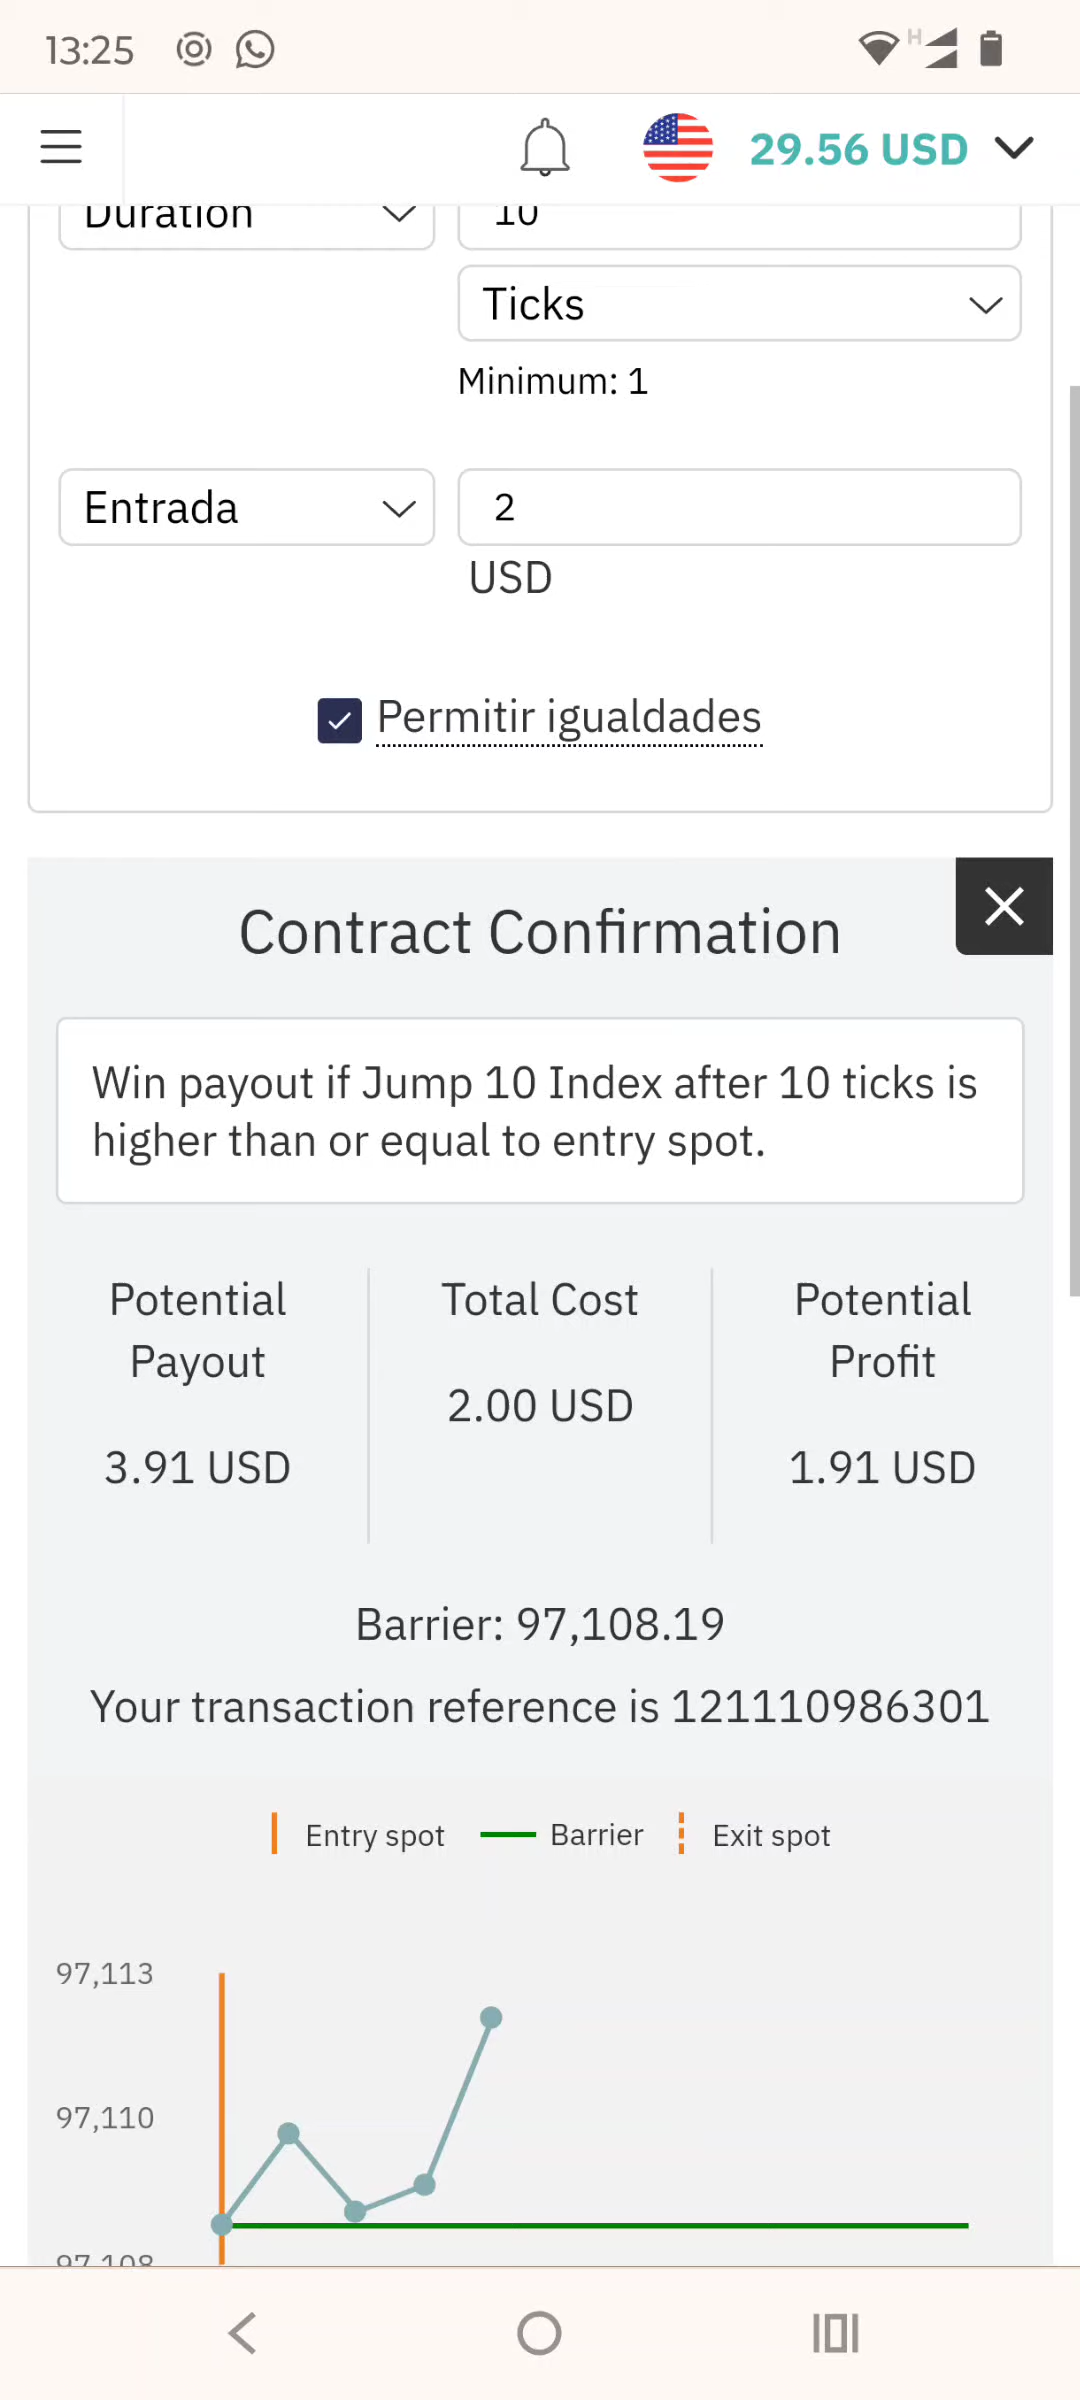 13:25
H
29.56 USD
Duration
10
Ticks
Minimum: 1
Entrada
2
USD
Permitir igualdades
Contract Confirmation
Win payout if Jump 10 Index after 10 ticks is
higher than or equal to entry spot.
Potential
Payout
3.91 USD
Total Cost
2.00 USD
Potential
Profit
1.91 USD
Barrier: 97,108.19
Your transaction reference is 121110986301
Entry spot
Barrier
Exit spot
97,113
97,110
97,108